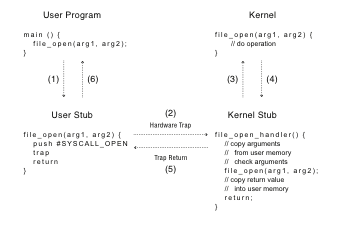 User Program
main () {
file_open(arg1, arg2);
}
Kernel
file_open(arg1, arg2) {
// do operation
}
(1)
(6)
(3)
(4)
User Stub
file_open(arg1, arg2) {
push #SYSCALL_OPEN
trap
return
}
(2)
Hardware Trap
Trap Return
(5)
Kernel Stub
file_open_handler() {
// copy arguments
// from user memory
// check arguments
file_open(arg1, arg2);
// copy return value
// into user memory
return;
}